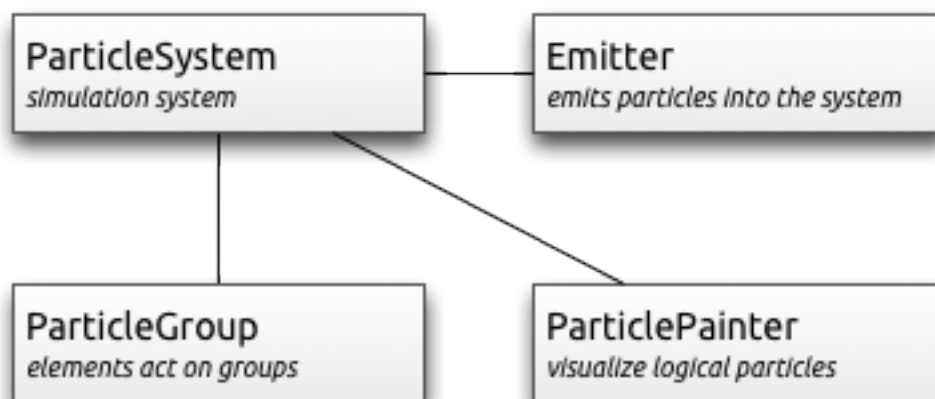 ParticleSystem
simulation system
Emitter
emits particles into the system
ParticleGroup
elements act on groups
ParticlePainter
visualize logical particles